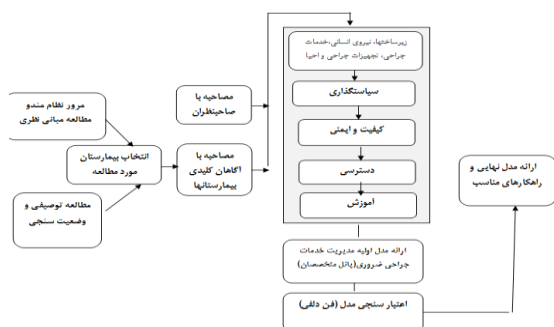 زیرساختها، نیروی انسانی،خدمات
جراحی، تجهیزات جراحی و احیا
سیاستگذاری
کیفیت و ایمنی
دسترسی
آموزش
مصاحبه با
صاحبنظران
مرور نظام مندو
مطالعه مبانی نظری
انتخاب بیمارستان
مورد مطالعه
مصاحبه با
آگاهان کلیدی
بیمارستانها
مطالعه توصیفی و
وضعیت سنجی
ارائه مدل نهایی و
راهکارهای مناسب
ارائه مدل اولیه مدیریت خدمات
جراحی ضروری(پانل متخصصان)
اعتبار سنجی مدل (فن دلفی)